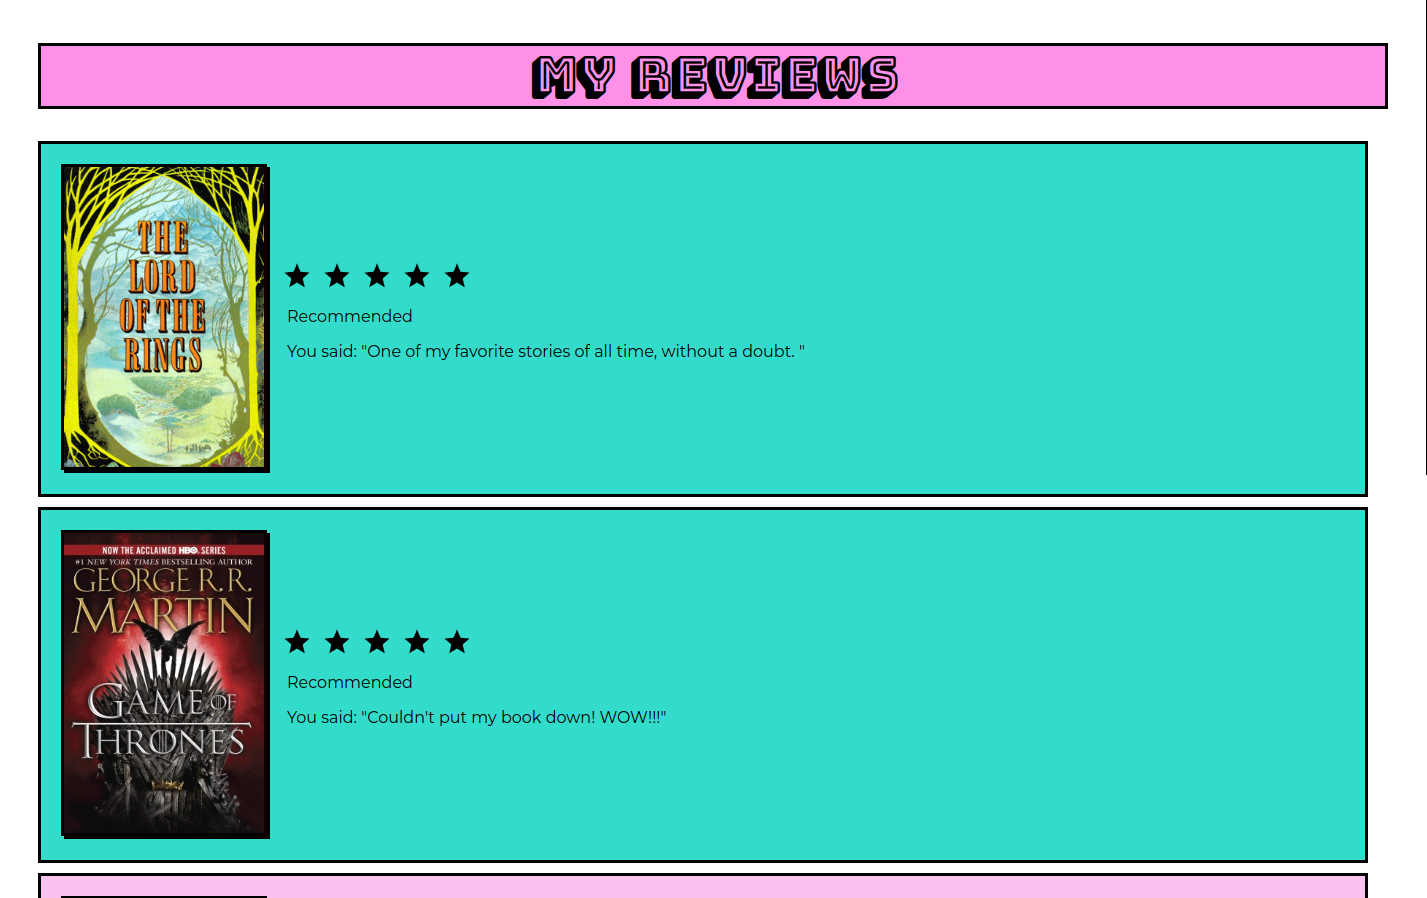 MY REVIEWS
THE
LORD
OF THE
RINGS
Recommended
You said: "One of my favorite stories of all time, without a doubt. "
NOW THE ACCLAIMED HBO SERIES
#1 NEW YORK TIMES BESTSELLING AUTHOR
GEORGE R.R.
MARTIN
GAME OF
THRONES
Recommended
You said: "Couldn't put my book down! WOW!!!"